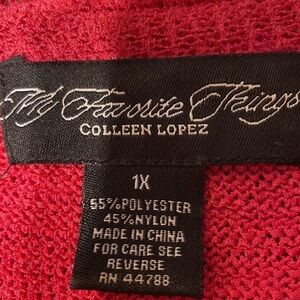 My Favorite Things
COLLEEN LOPEZ
1X
55%POLYESTER
45%NYLON
MADE IN CHINA
FOR CARE SEE
REVERSE
RN 44788